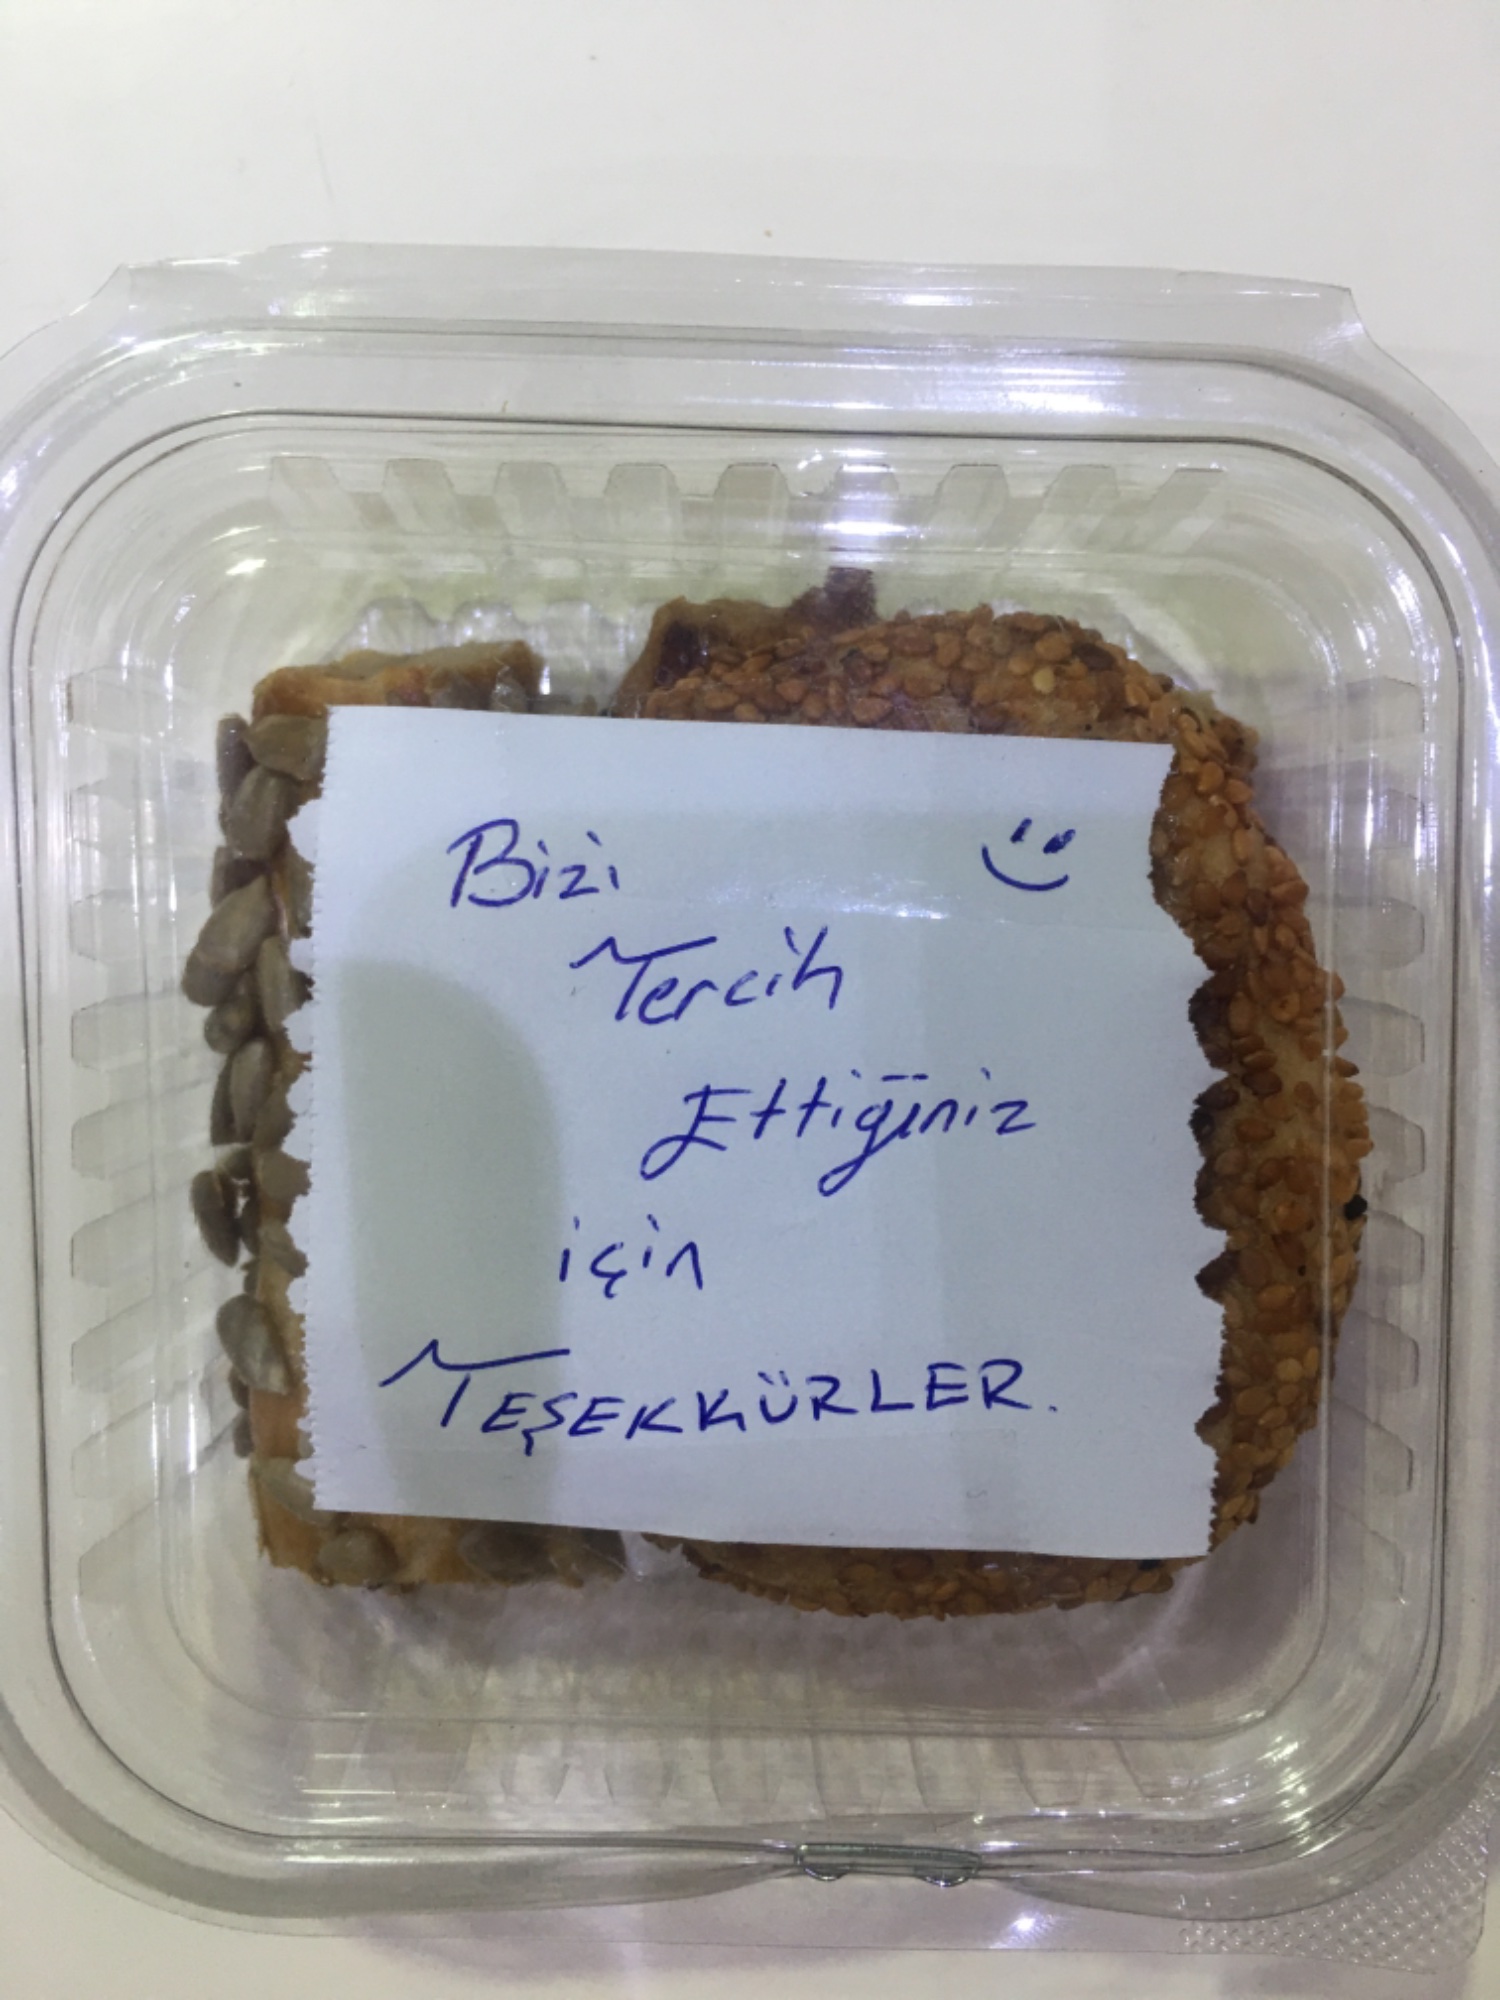 Bizi
Tercih
Ettiğiniz
için
TEŞEKKÜRLER.